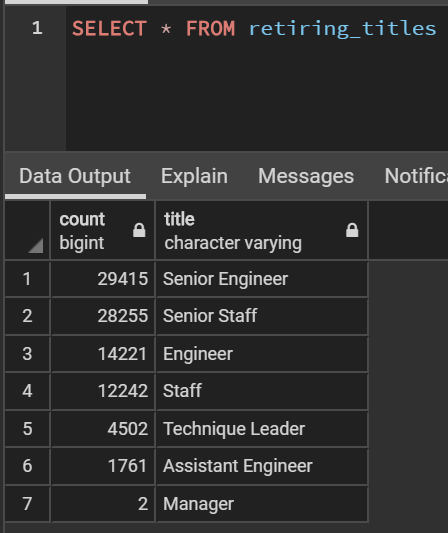 1 SELECT * FROM retiring_titles
Data Output Explain Messages Notific
count title
bigint character varying
1 29415 Senior Engineer
2 28255 Senior Staff
3 14221 Engineer
4 12242 Staff
5 4502 Technique Leader
6 1761 Assistant Engineer
7 2 Manager